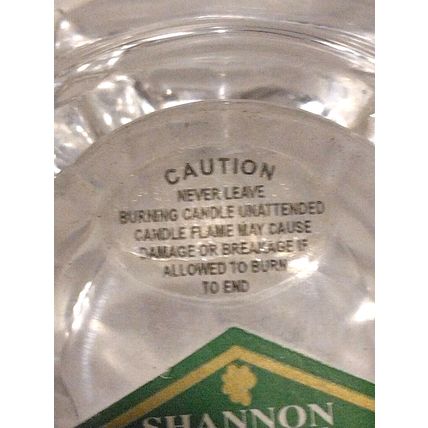 CAUTION
NEVER LEAVE
BURNING CANDLE UNATTENDED
CANDLE FLAME MAY CAUSE
DAMAGE OR BREAKAGE IF
ALLOWED TO BURN
TO END
SHANNON